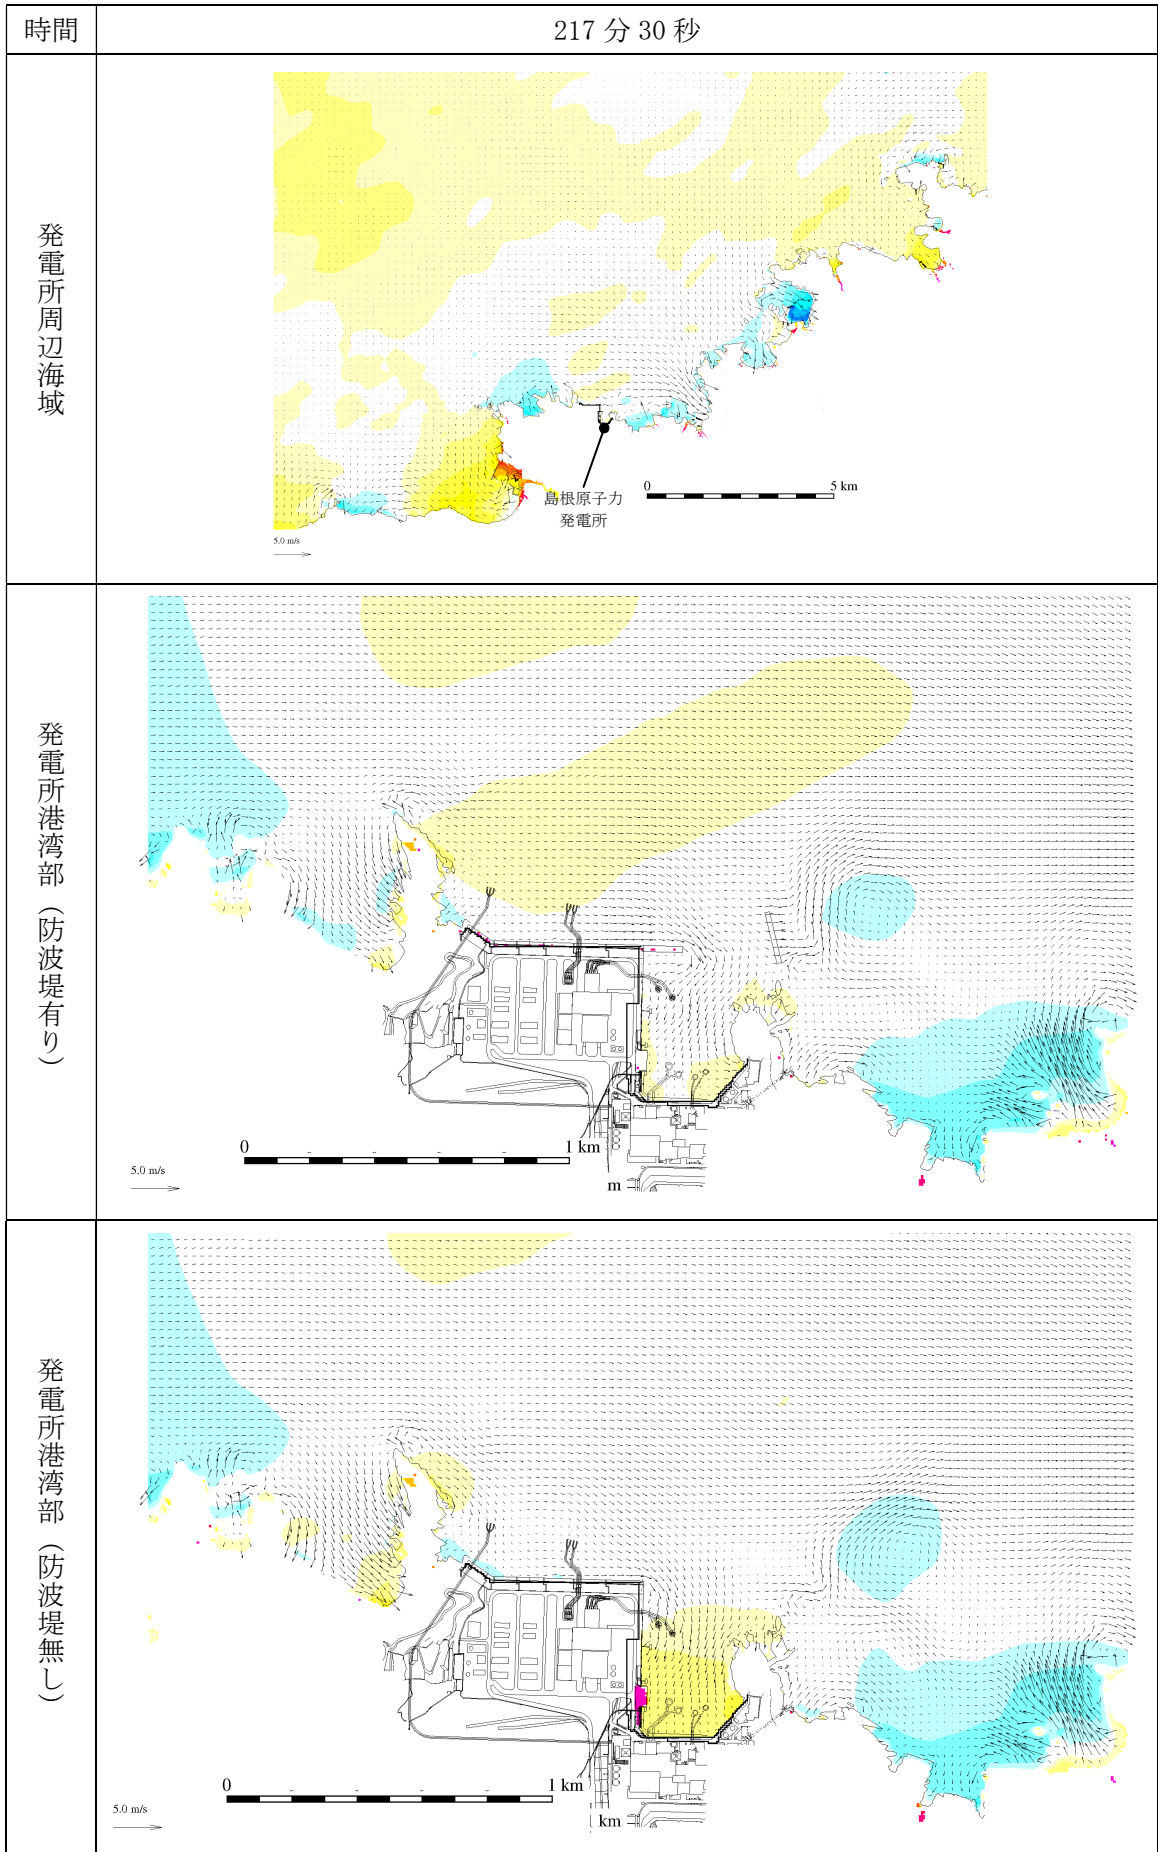 時間
217 分 30 秒
発電所周辺海域
島根原子力
発電所
0
5 km
5.0 m/s
発電所港湾部（防波堤有り）
0
1 km
5.0 m/s
m
発電所港湾部（防波堤無し）
0
1 km
5.0 m/s
km